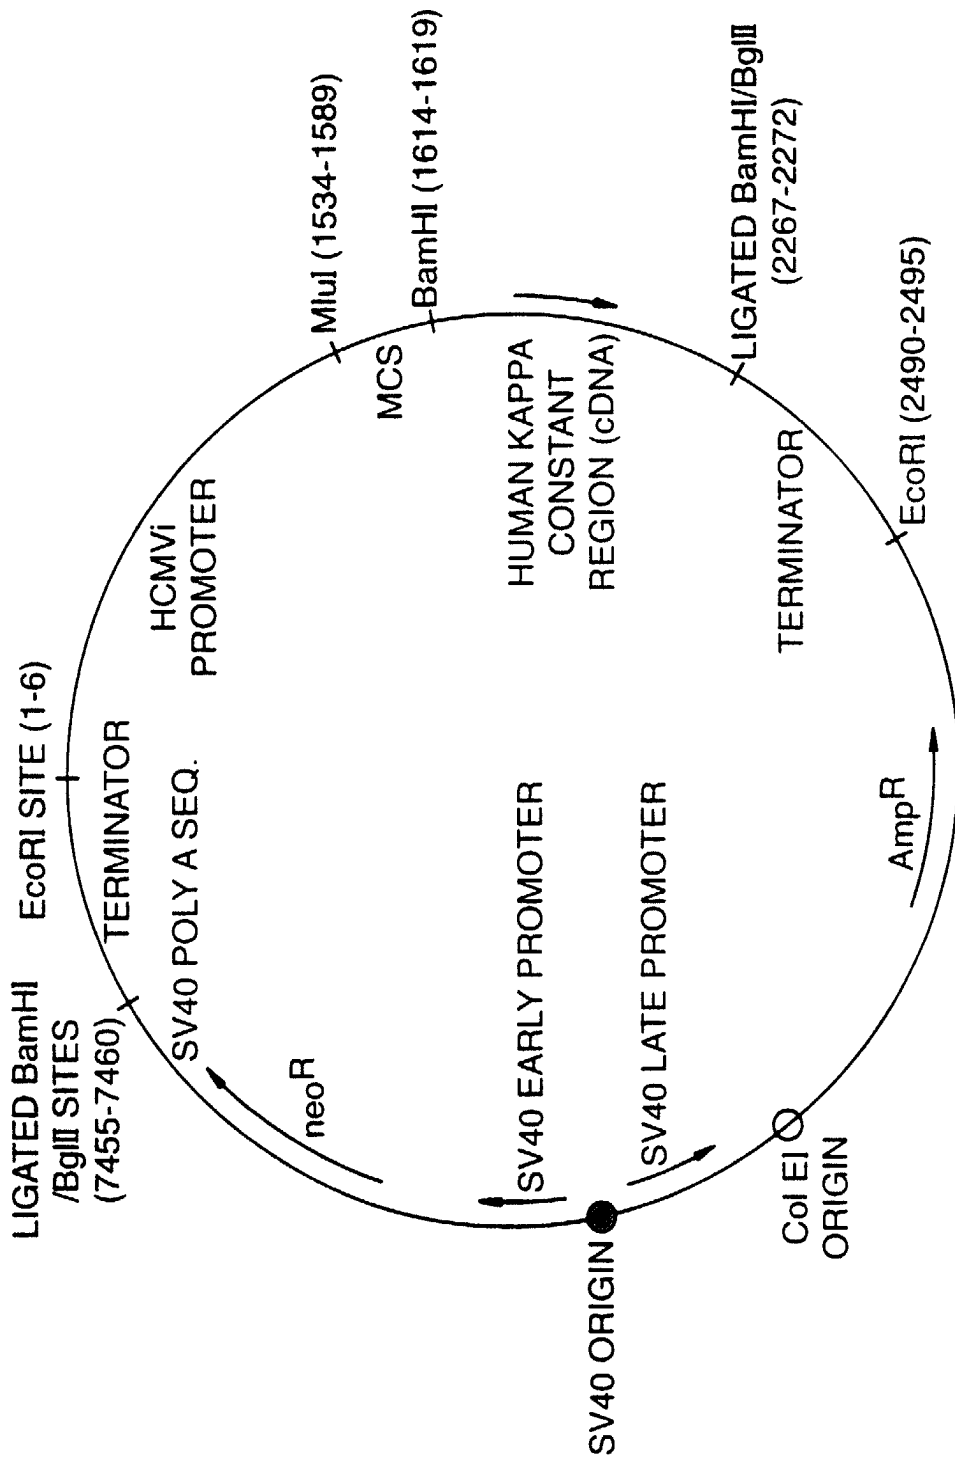 LIGATED BamHI
/BglII SITES
(7455-7460)
EcoRI SITE (1-6)
TERMINATOR
SV40 POLY A SEQ.
HCMVi
PROMOTER
MluI (1534-1589)
MCS
BamHI (1614-1619)
neoR
HUMAN KAPPA
CONSTANT
REGION (cDNA)
SV40 EARLY PROMOTER
SV40 LATE PROMOTER
SV40 ORIGIN
LIGATED BamHI/BglII
(2267-2272)
TERMINATOR
EcoRI (2490-2495)
AmpR
Col EI
ORIGIN